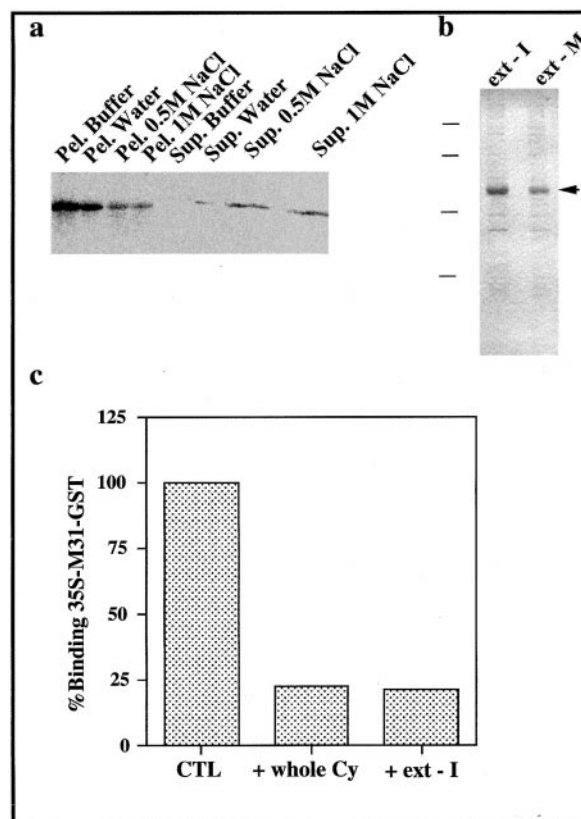 a
Pel. Buffer
Pel. Water
Pel. 0.5M NaCl
Pel. 1M NaCl
Sup. Buffer
Sup. Water
Sup. 0.5M NaCl
Sup. 1M NaCl
b
ext - I
ext - M
c
%Binding 35S-M31-GST
125
100
75
50
25
0
CTL
+ whole Cy
+ ext - I